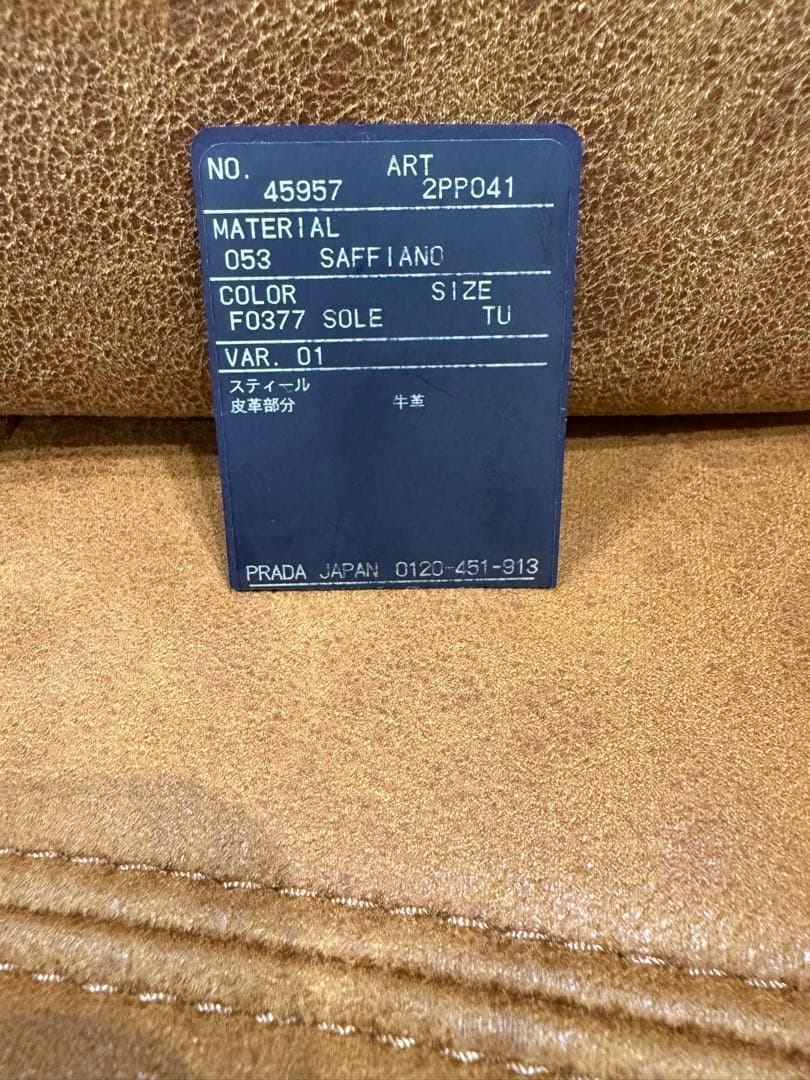 NO. ART
45957 2PP041
MATERIAL
053 SAFFIANO
COLOR SIZE
F0377 SOLE TU
VAR. 01
スティール
皮革部分 牛革
PRADA JAPAN 0120-451-913